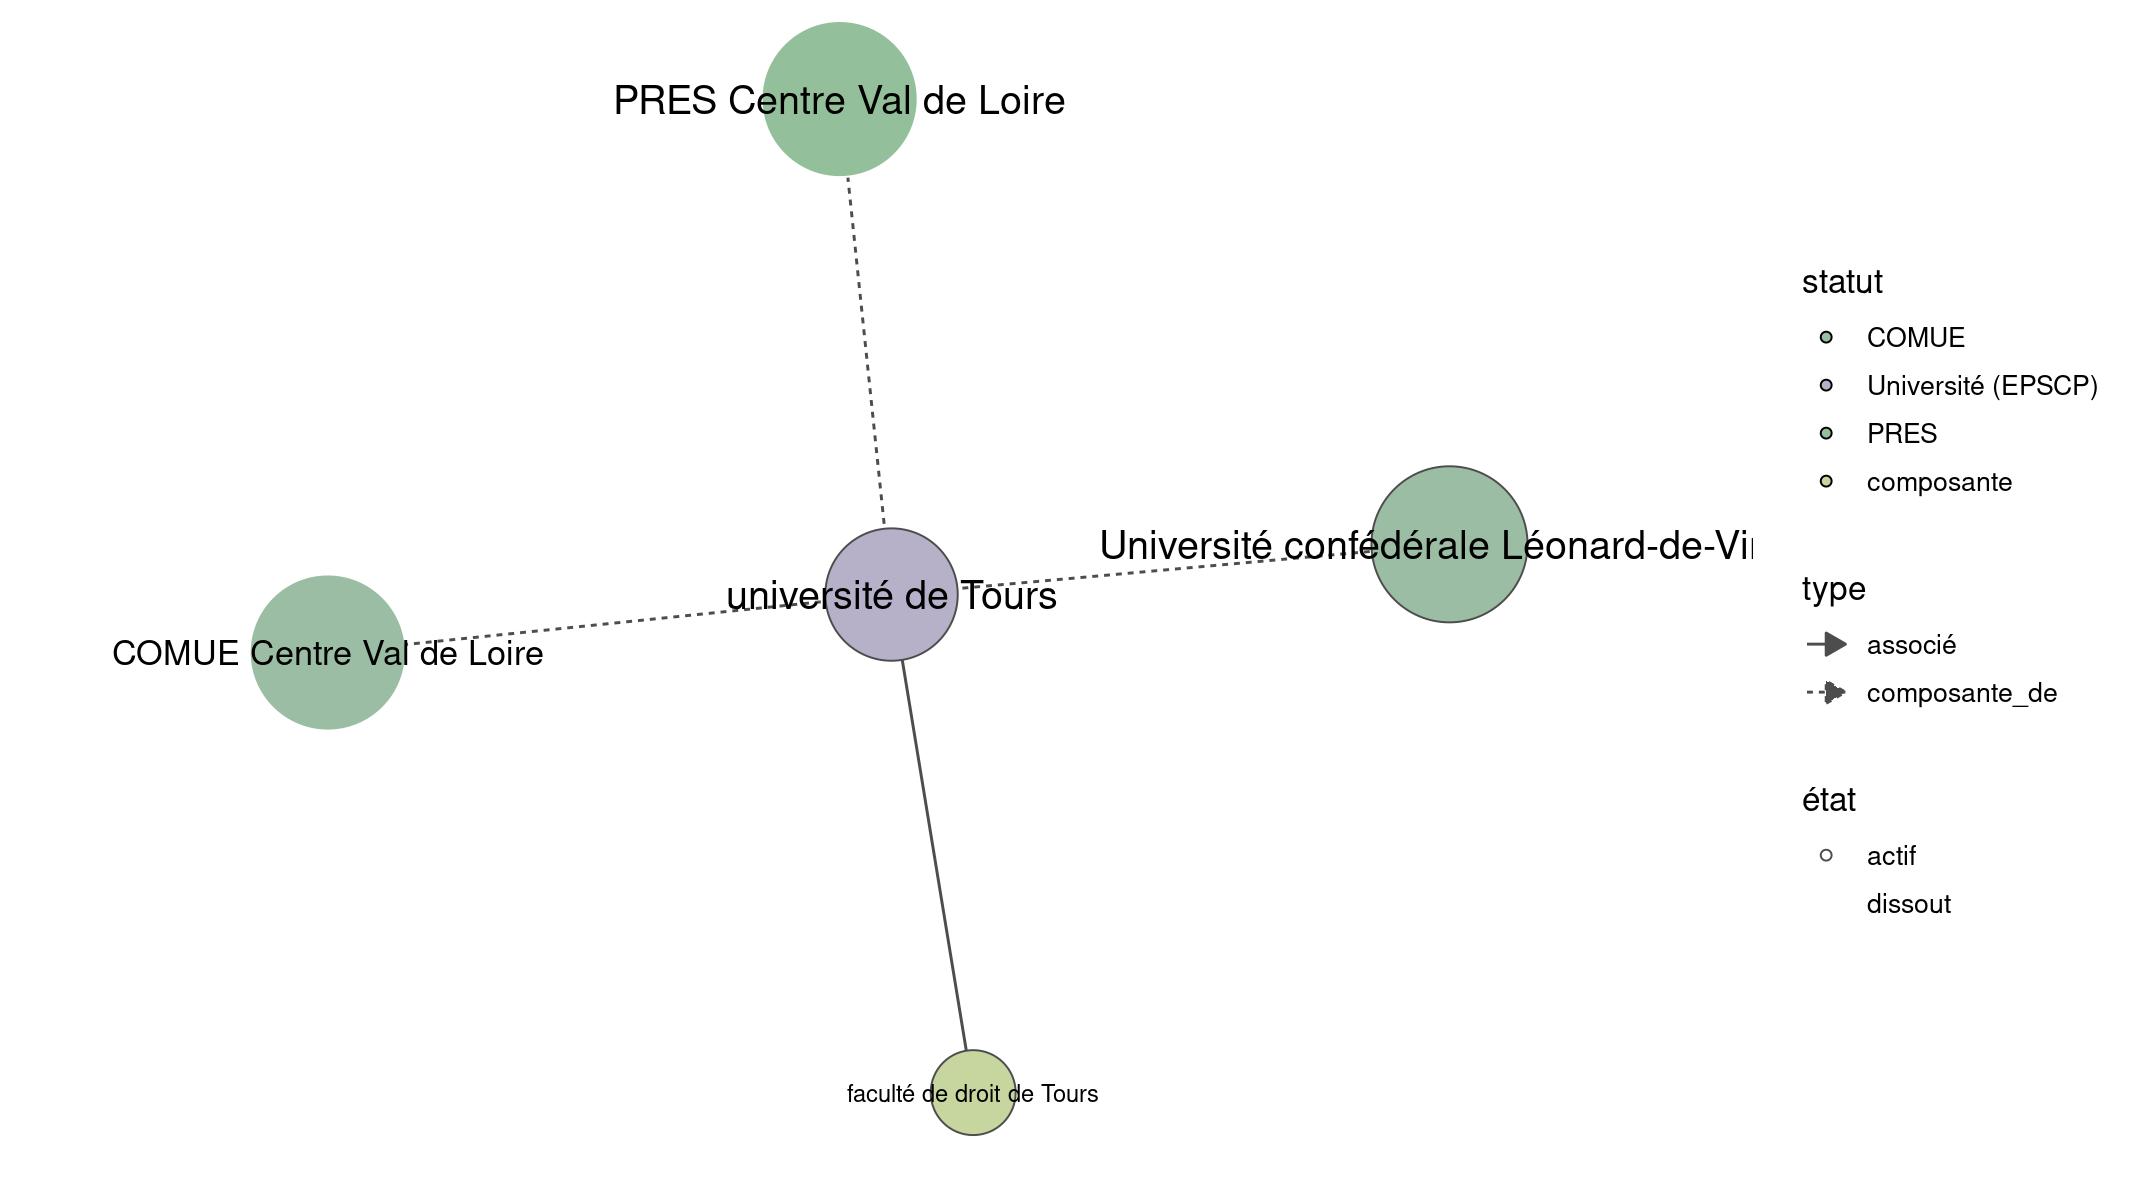 PRES Centre Val de Loire
Université confédérale Léonard-de-Vi
université de Tours
COMUE Centre Val de Loire
faculté de droit de Tours
statut
COMUE
Université (EPSCP)
PRES
composante
type
associé
composante_de
état
actif
dissout